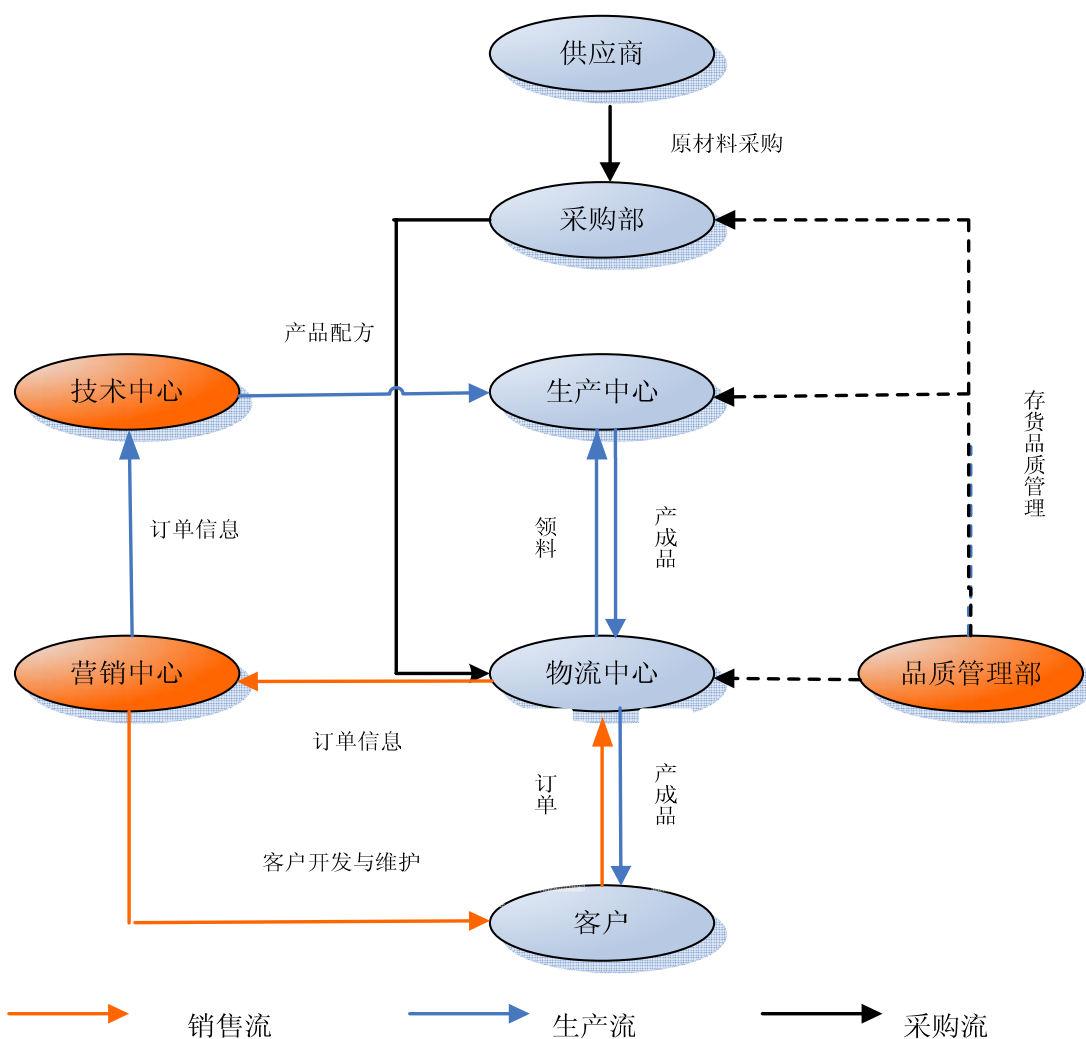 供应商
原材料采购
采购部
产品配方
技术中心
生产中心
存货品质管理
订单信息
领料
产成品
营销中心
物流中心
品质管理部
订单信息
订单
产成品
客户开发与维护
客户
销售流
生产流
采购流